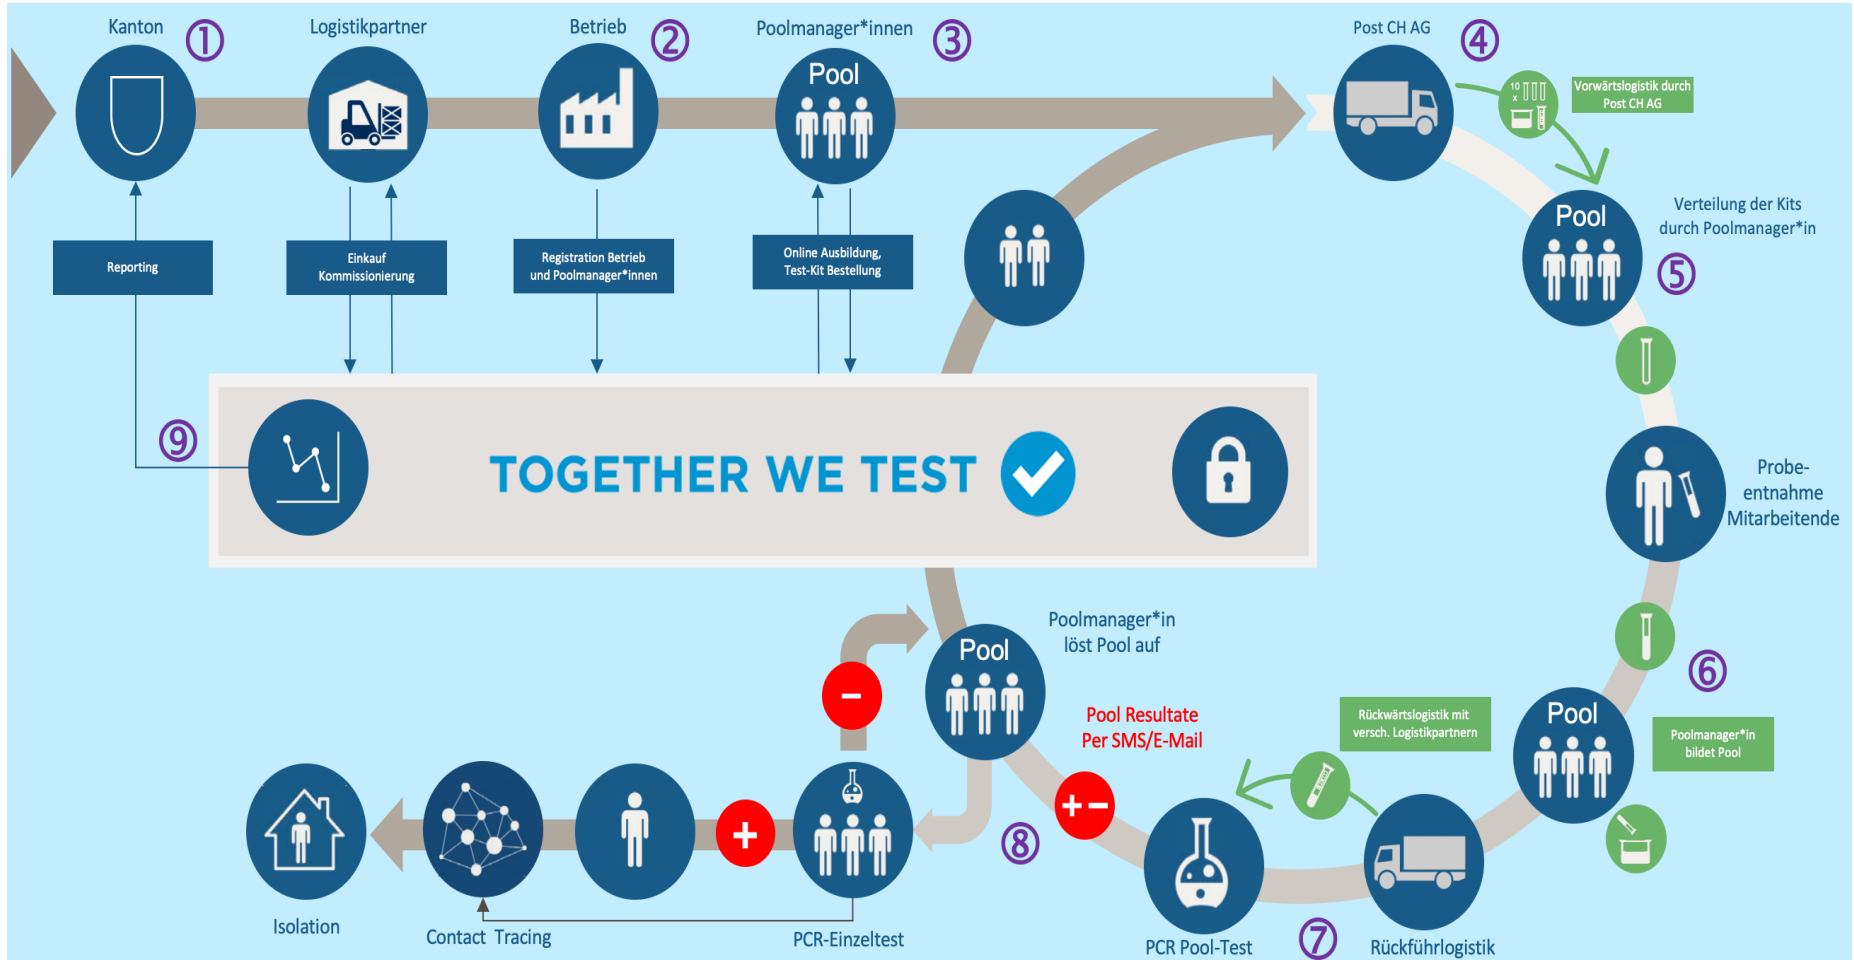 Kanton
①
Logistikpartner
Betrieb
②
Poolmanager*innen
③
Pool
Post CH AG
④
10
x
Vorwärtslogistik durch
Post CH AG
Pool
Verteilung der Kits
durch Poolmanager*in
⑤
Reporting
Einkauf
Kommissionierung
Registration Betrieb
und Poolmanager*innen
Online Ausbildung,
Test-Kit Bestellung
⑨
TOGETHER WE TEST
Probe-
entnahme
Mitarbeitende
⑥
Pool
Poolmanager*in
bildet Pool
Rückwärtslogistik mit
versch. Logistikpartnern
Rückführlogistik
⑦
PCR Pool-Test
Pool Resultate
Per SMS/E-Mail
+ −
⑧
Poolmanager*in
löst Pool auf
Pool
−
+
PCR-Einzeltest
Contact Tracing
Isolation